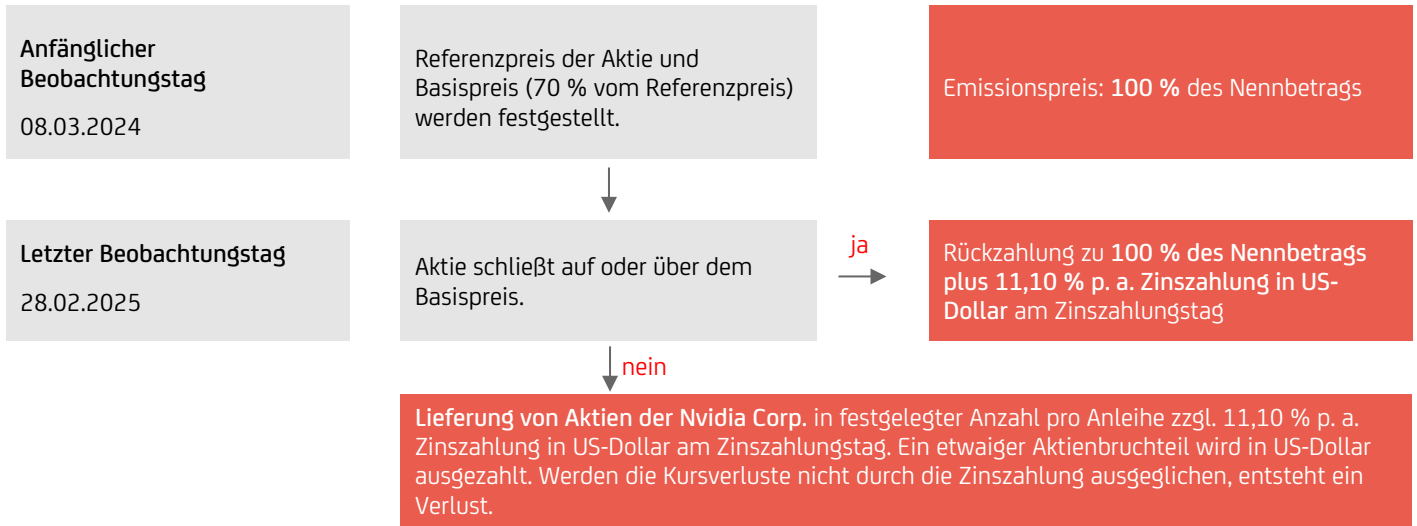 Anfänglicher
Beobachtungstag
08.03.2024
Referenzpreis der Aktie und
Basispreis (70 % vom Referenzpreis)
werden festgestellt.
Emissionspreis: 100 % des Nennbetrags
Letzter Beobachtungstag
28.02.2025
Aktie schließt auf oder über dem
Basispreis.
ja
Rückzahlung zu 100 % des Nennbetrags
plus 11,10 % p. a. Zinszahlung in US-
Dollar am Zinszahlungstag
nein
Lieferung von Aktien der Nvidia Corp. in festgelegter Anzahl pro Anleihe zzgl. 11,10 % p. a.
Zinszahlung in US-Dollar am Zinszahlungstag. Ein etwaiger Aktienbruchteil wird in US-Dollar
ausgezahlt. Werden die Kursverluste nicht durch die Zinszahlung ausgeglichen, entsteht ein
Verlust.